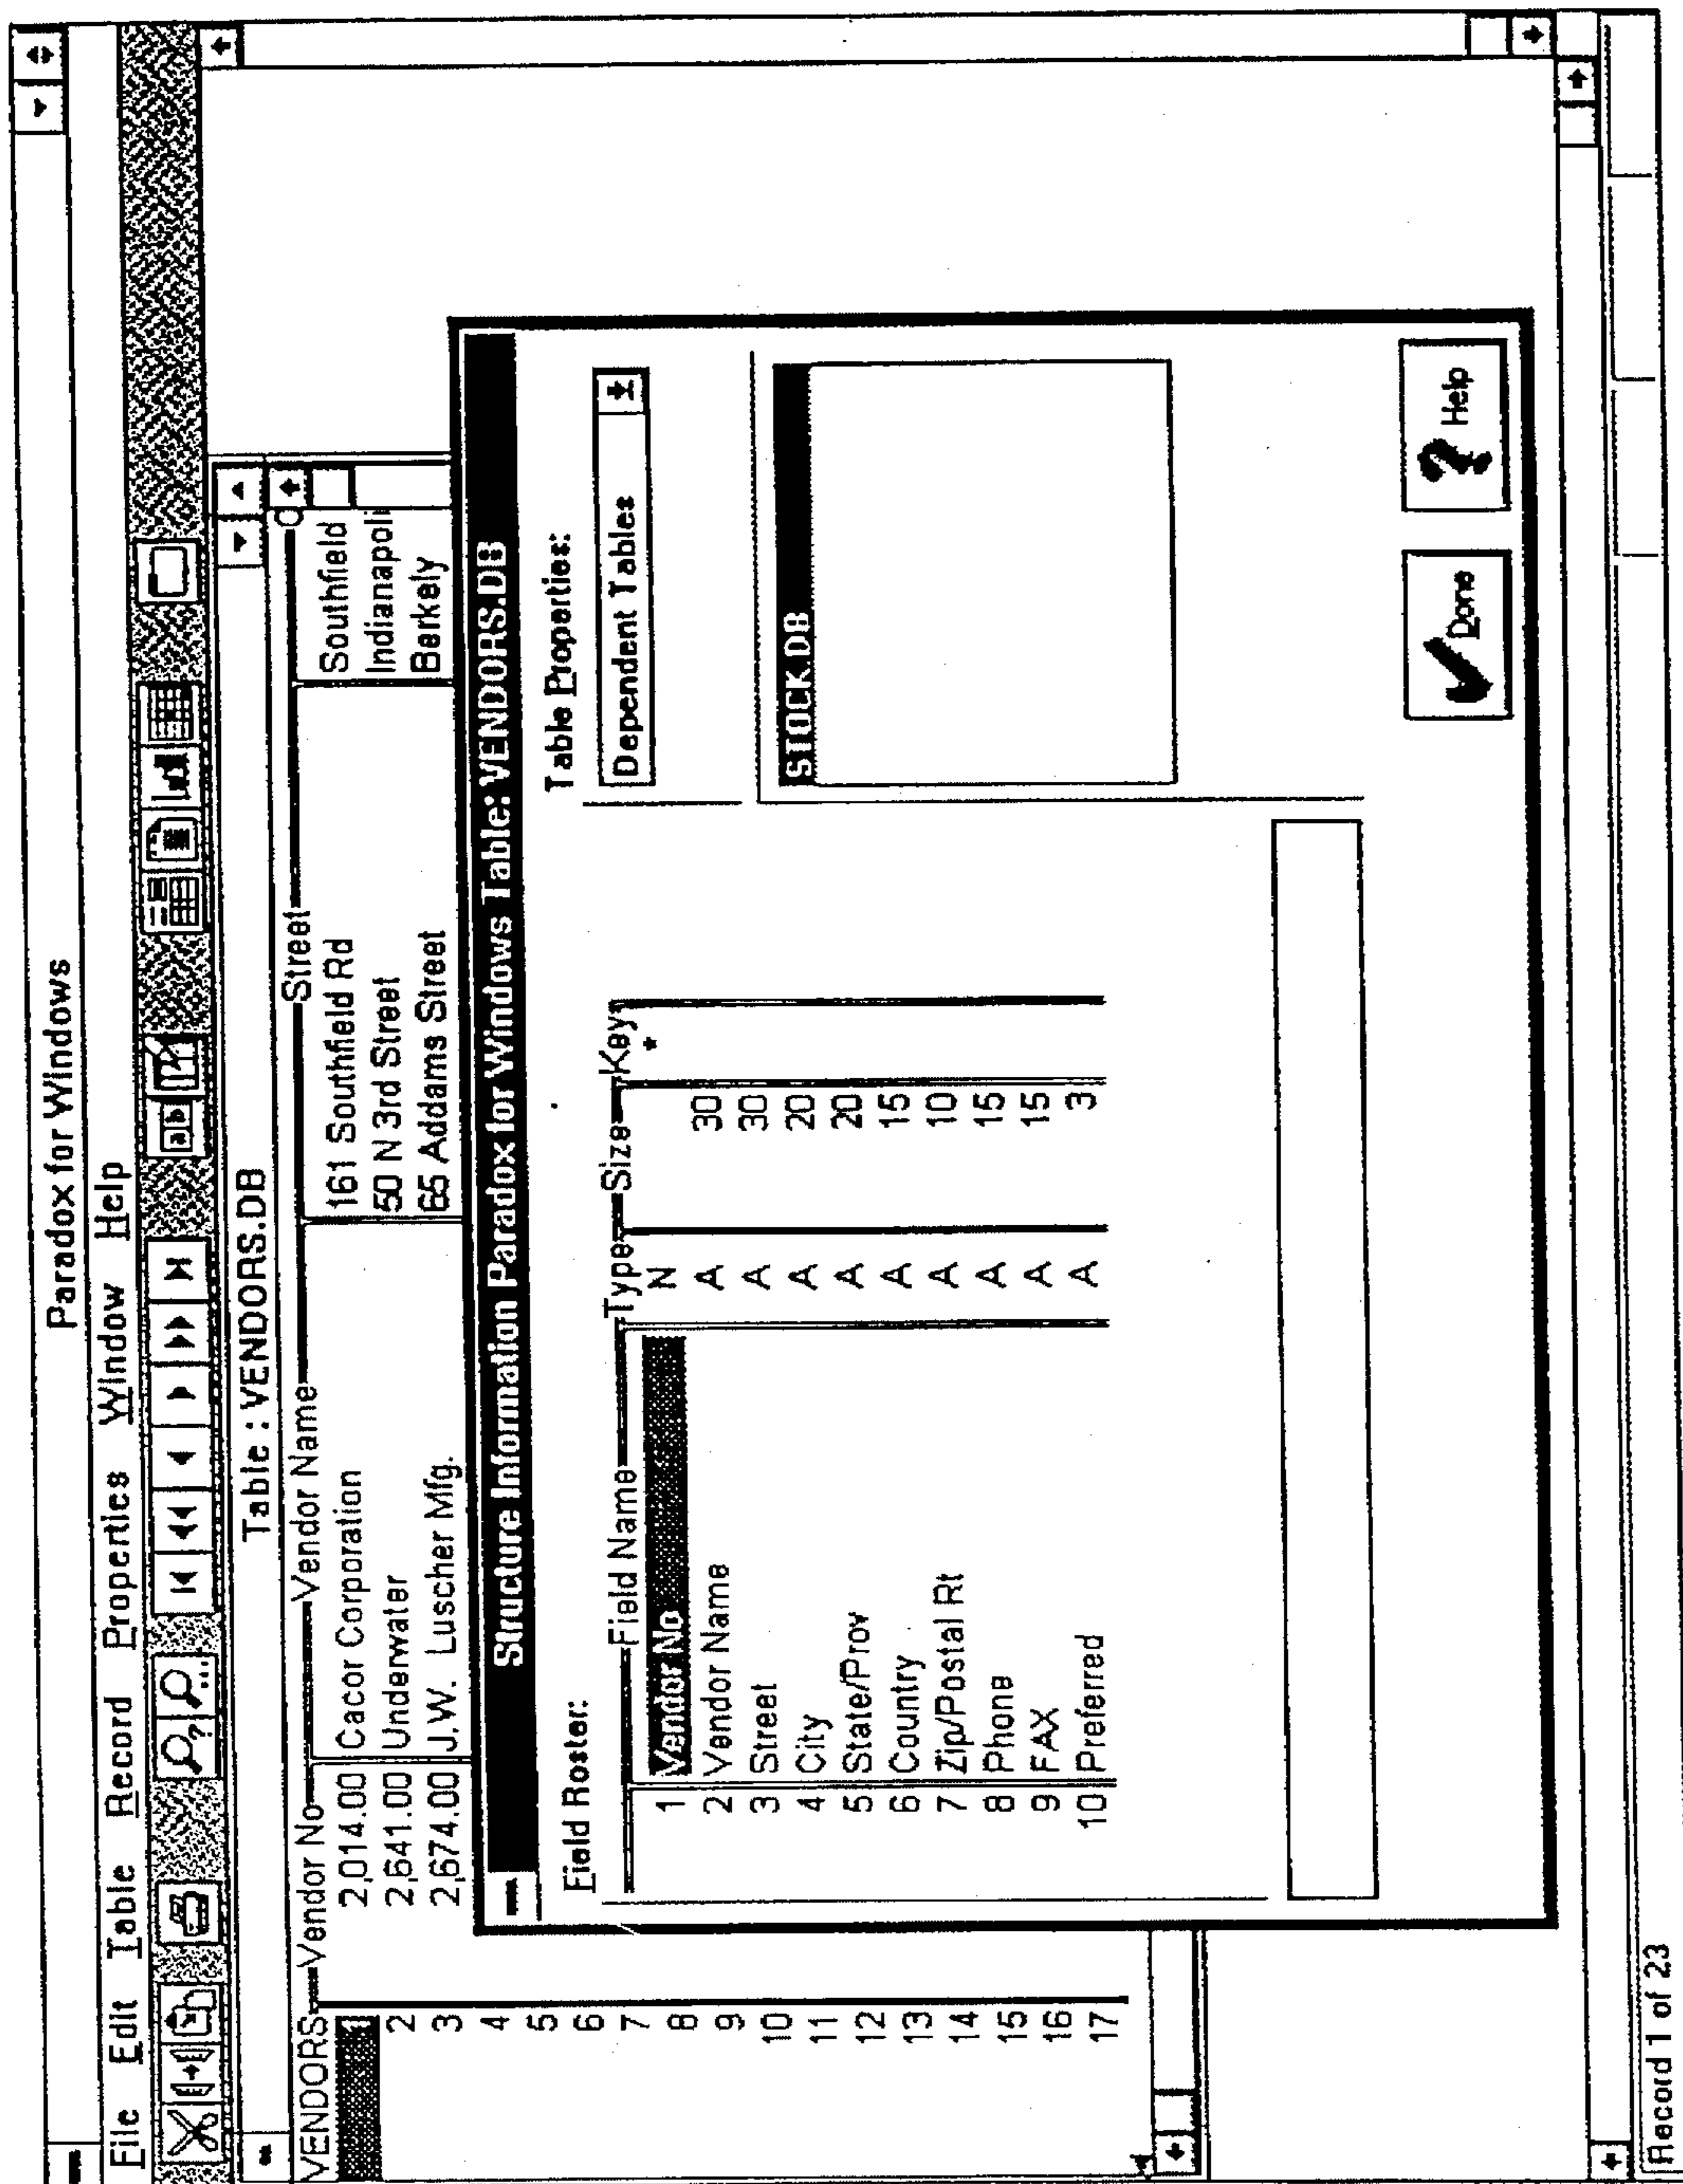 Paradox for Windows
File Edit Table Record Properties Window Help
Table : VENDORS.DB
VENDORS Vendor No Vendor Name Street C
1 2,014.00 Cacor Corporation 161 Southfield Rd Southfield
2 2,641.00 Underwater 50 N 3rd Street Indianapoli
3 2,674.00 J.W. Luscher Mfg. 65 Addams Street Berkely
4
5
6
7
8
9
10
11
12
13
14
15
16
17
Structure Information Paradox for Windows Table: VENDORS.DB
Field Roster:
Field Name Type Size Key
1 Vendor No N *
2 Vendor Name A 30
3 Street A 30
4 City A 20
5 State/Prov A 20
6 Country A 15
7 Zip/Postal Rt A 10
8 Phone A 15
9 FAX A 15
10 Preferred A 3
Table Properties:
Dependent Tables
STOCK.DB
Done
? Help
Record 1 of 23